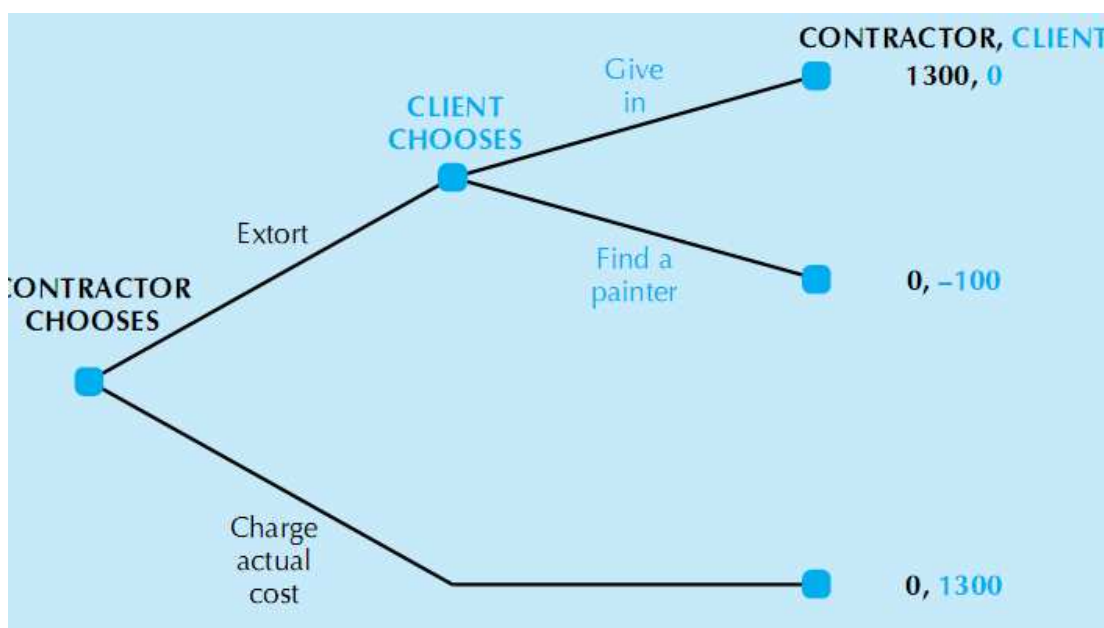 CONTRACTOR, CLIENT
1300, 0
Give
in
CLIENT
CHOOSES
Extort
Find a
painter
0, –100
CONTRACTOR
CHOOSES
Charge
actual
cost
0, 1300